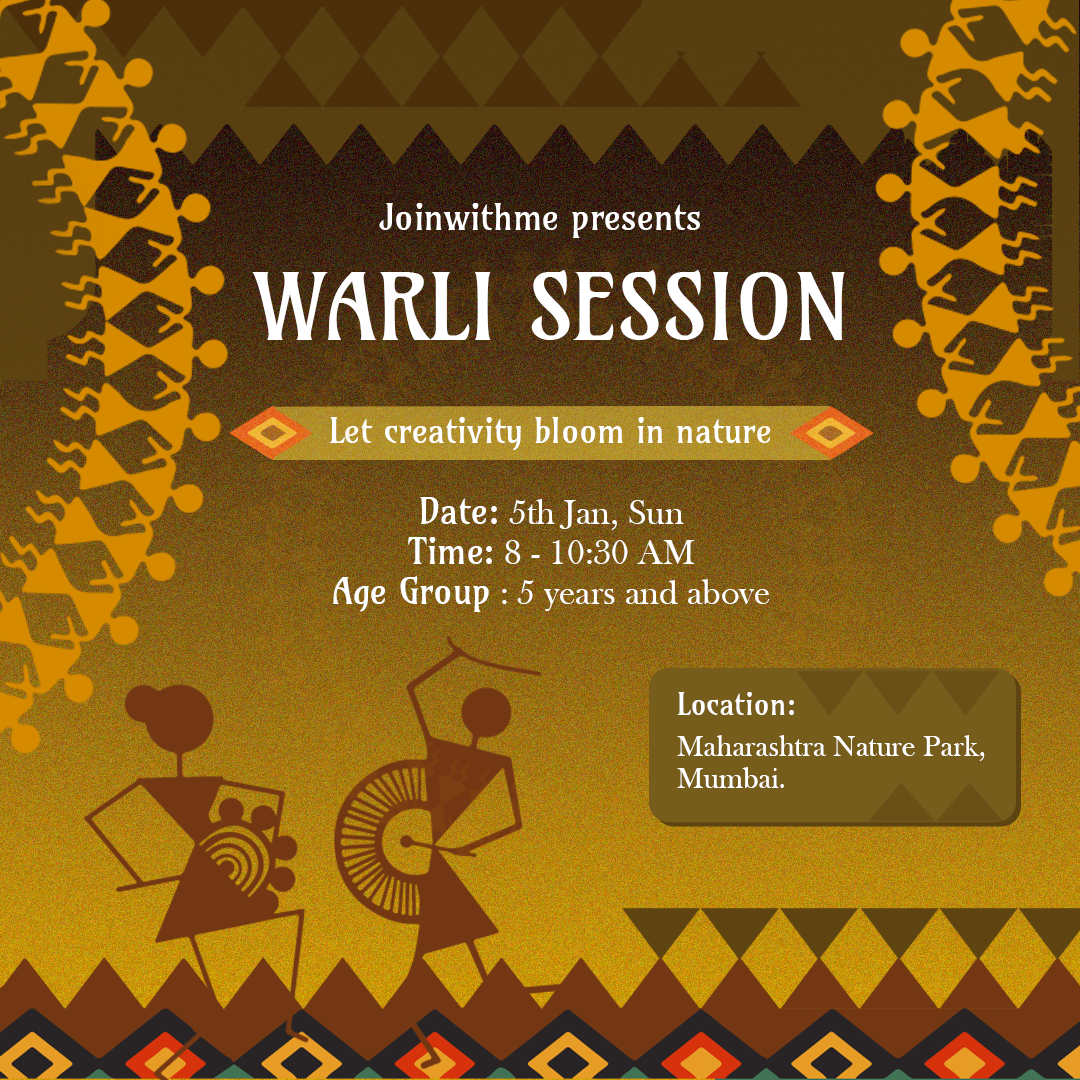 Joinwithme presents
WARLI SESSION
Let creativity bloom in nature
Date: 5th Jan, Sun
Time: 8 - 10:30 AM
Age Group : 5 years and above
Location:
Maharashtra Nature Park,
Mumbai.